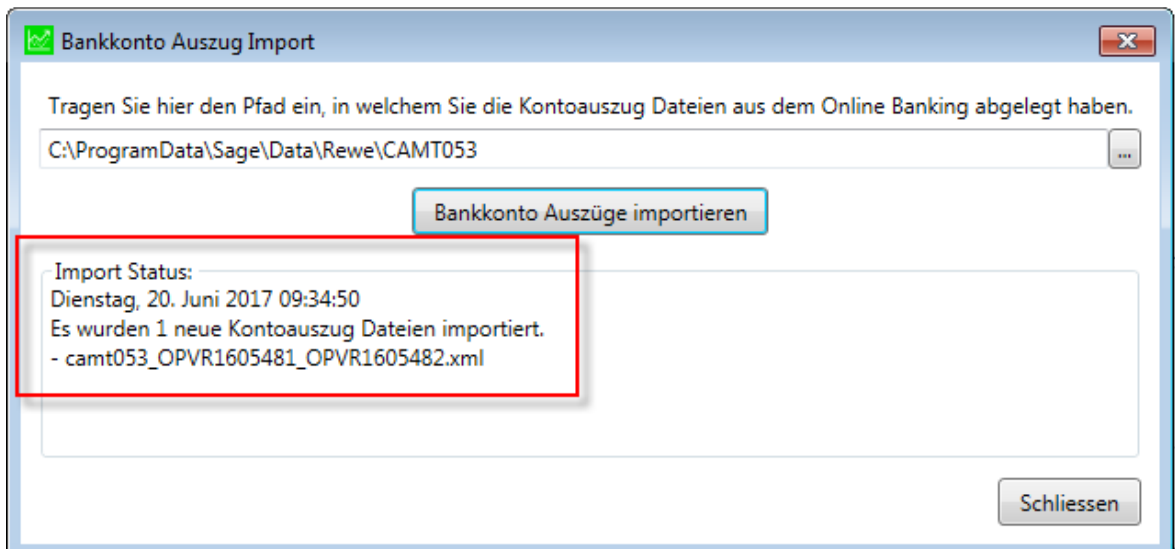 Bankkonto Auszug Import
Tragen Sie hier den Pfad ein, in welchem Sie die Kontoauszug Dateien aus dem Online Banking abgelegt haben.
C:\ProgramData\Sage\Data\Rewe\CAMT053
...
Bankkonto Auszüge importieren
Import Status:
Dienstag, 20. Juni 2017 09:34:50
Es wurden 1 neue Kontoauszug Dateien importiert.
- camt053_OPVR1605481_OPVR1605482.xml
Schliessen